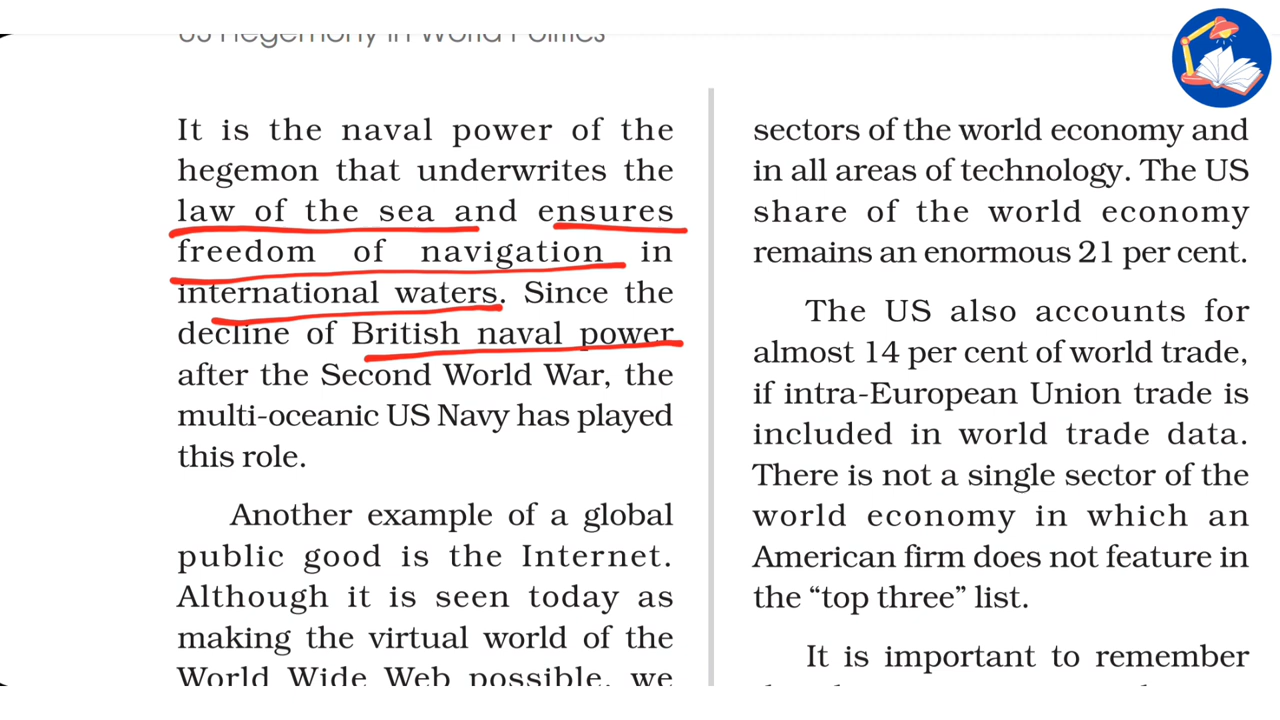 US Hegemony in World Politics
It is the naval power of the
hegemon that underwrites the
law of the sea and ensures
freedom of navigation in
international waters. Since the
decline of British naval power
after the Second World War, the
multi-oceanic US Navy has played
this role.
Another example of a global
public good is the Internet.
Although it is seen today as
making the virtual world of the
World Wide Web possible, we
sectors of the world economy and
in all areas of technology. The US
share of the world economy
remains an enormous 21 per cent.
The US also accounts for
almost 14 per cent of world trade,
if intra-European Union trade is
included in world trade data.
There is not a single sector of the
world economy in which an
American firm does not feature in
the “top three” list.
It is important to remember